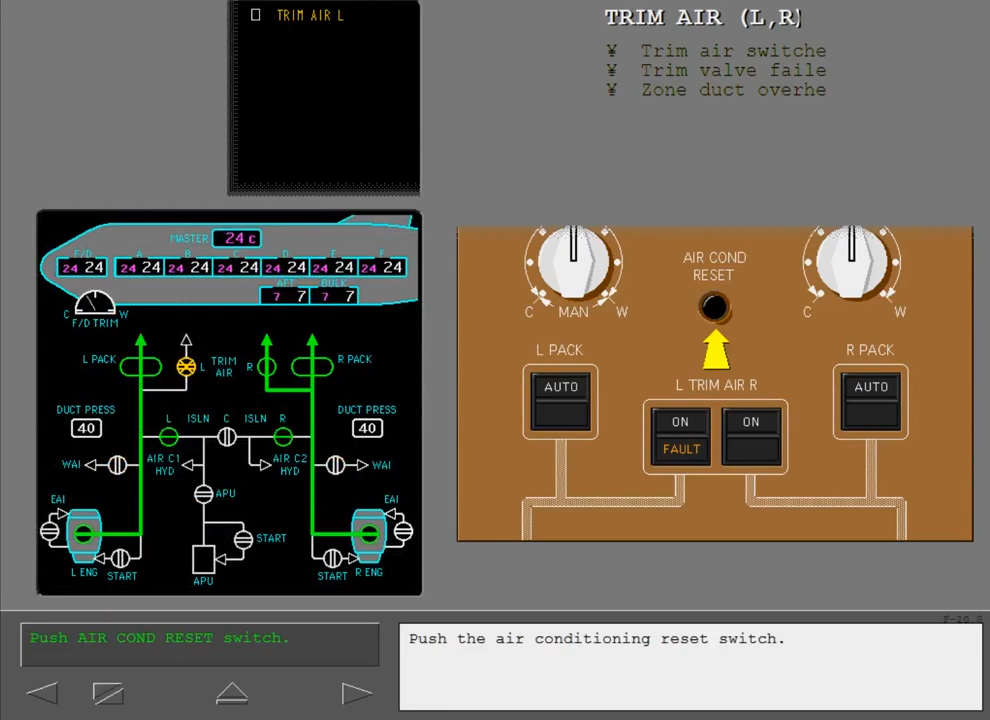 TRIM AIR L
TRIM AIR (L,R)
¥ Trim air switche
¥ Trim valve faile
¥ Zone duct overhe
MASTER 24 C
F/D A B C D E F
24 24 24 24 24 24 24 24 24 24 24 24 24 24
AFT BULK
7 7 7 7
C W
F/D TRIM
L PACK L TRIM AIR R R PACK
DUCT PRESS
40
L ISLN C ISLN R
DUCT PRESS
40
WAI AIR C1 HYD AIR C2 HYD WAI
APU
EAI EAI
START
L ENG START APU START R ENG
AIR COND
RESET
C MAN W
C W
L PACK
AUTO
R PACK
AUTO
L TRIM AIR R
ON ON
FAULT
Push AIR COND RESET switch.
Push the air conditioning reset switch.